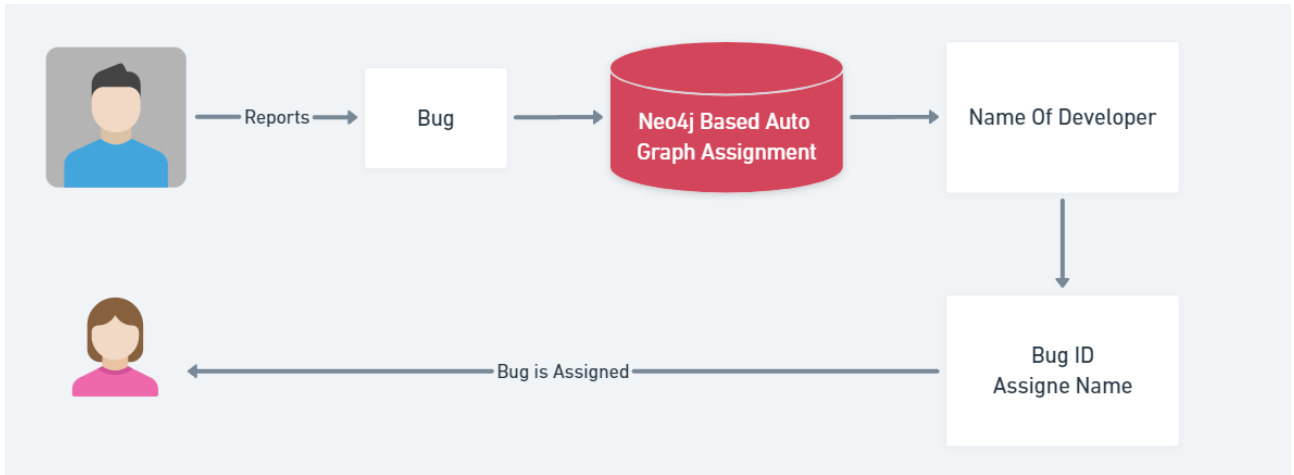 Reports
Bug
Neo4j Based Auto
Graph Assignment
Name Of Developer
Bug ID
Assigne Name
Bug is Assigned